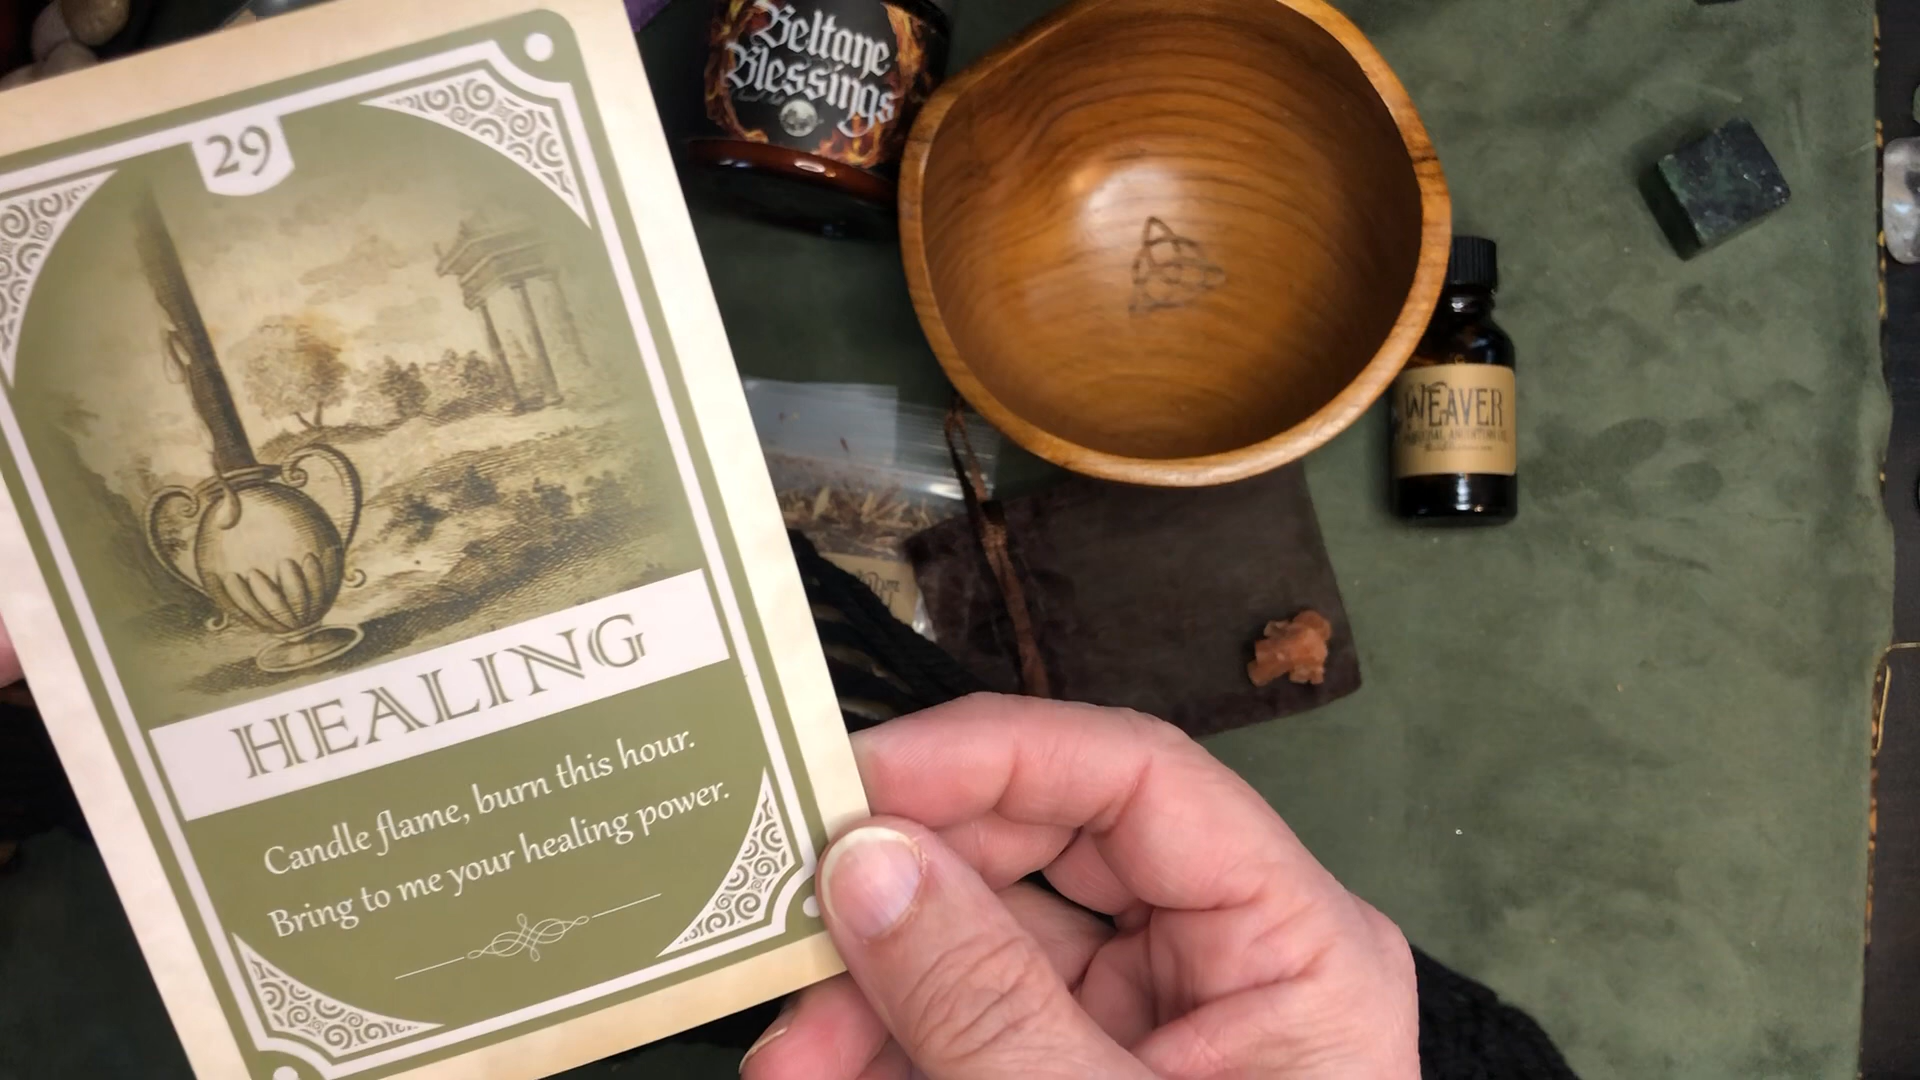 29
HEALING
Candle flame, burn this hour.
Bring to me your healing power.
Beltane
Blessings
WEAVER